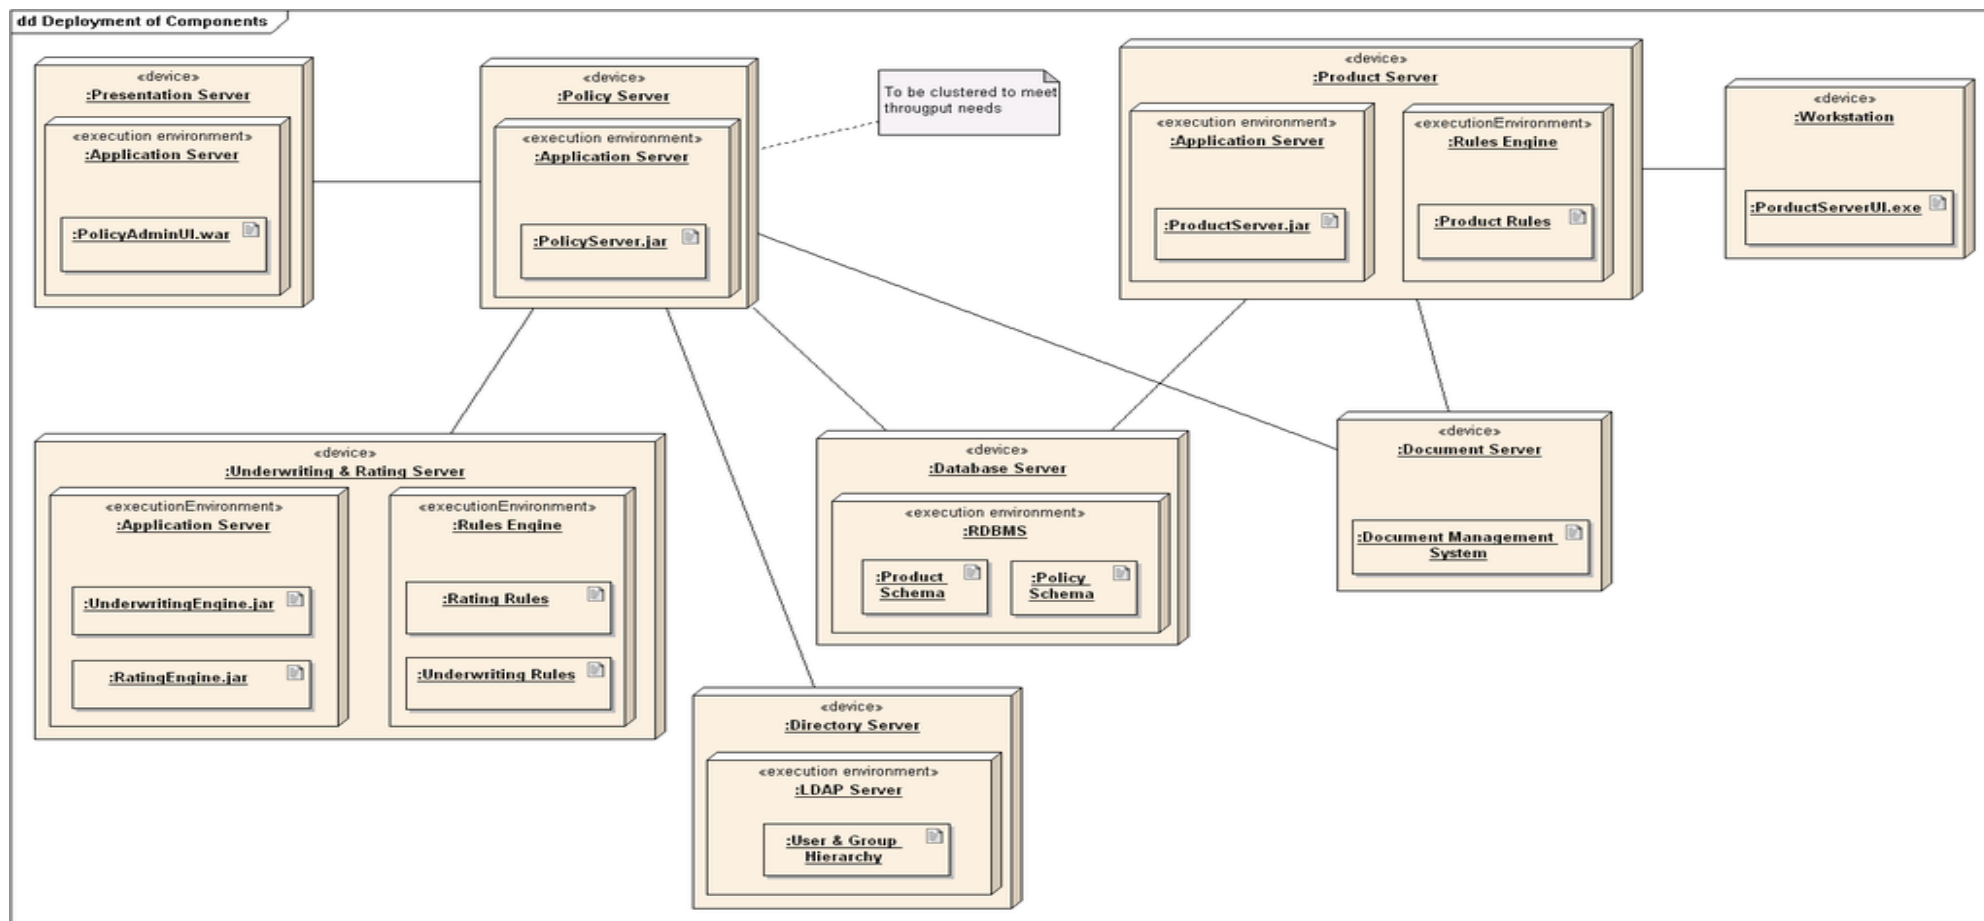 dd Deployment of Components
«device»
:Presentation Server
«execution environment»
:Application Server
:PolicyAdminUI.war
«device»
:Policy Server
«execution environment»
:Application Server
:PolicyServer.jar
To be clustered to meet
througput needs
«device»
:Product Server
«execution environment»
:Application Server
:ProductServer.jar
«executionEnvironment»
:Rules Engine
:Product Rules
«device»
:Workstation
:PorductServerUI.exe
«device»
:Underwriting & Rating Server
«executionEnvironment»
:Application Server
:UnderwritingEngine.jar
:RatingEngine.jar
«executionEnvironment»
:Rules Engine
:Rating Rules
:Underwriting Rules
«device»
:Database Server
«execution environment»
:RDBMS
:Product
Schema
:Policy
Schema
«device»
:Document Server
:Document Management
System
«device»
:Directory Server
«execution environment»
:LDAP Server
:User & Group
Hierarchy